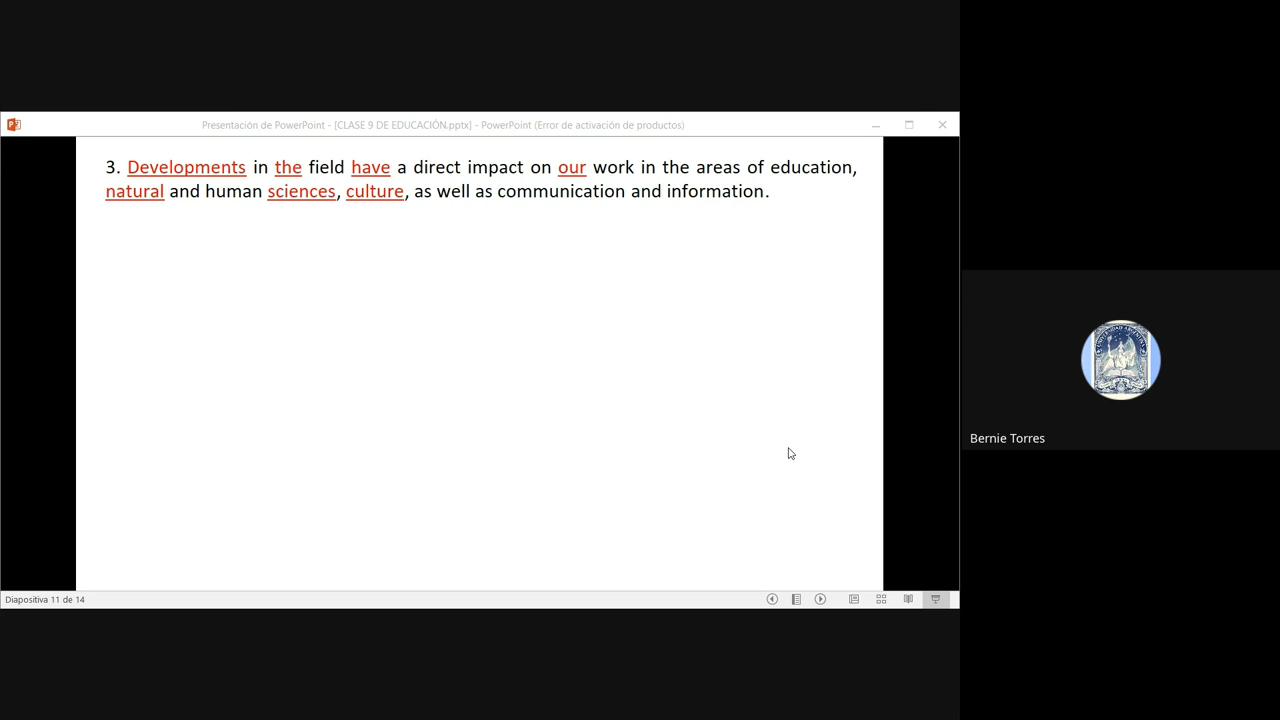 Presentación de PowerPoint - [CLASE 9 DE EDUCACIÓN.pptx] - PowerPoint (Error de activación de productos)
3. Developments in the field have a direct impact on our work in the areas of education,
natural and human sciences, culture, as well as communication and information.
Bernie Torres
Diapositiva 11 de 14